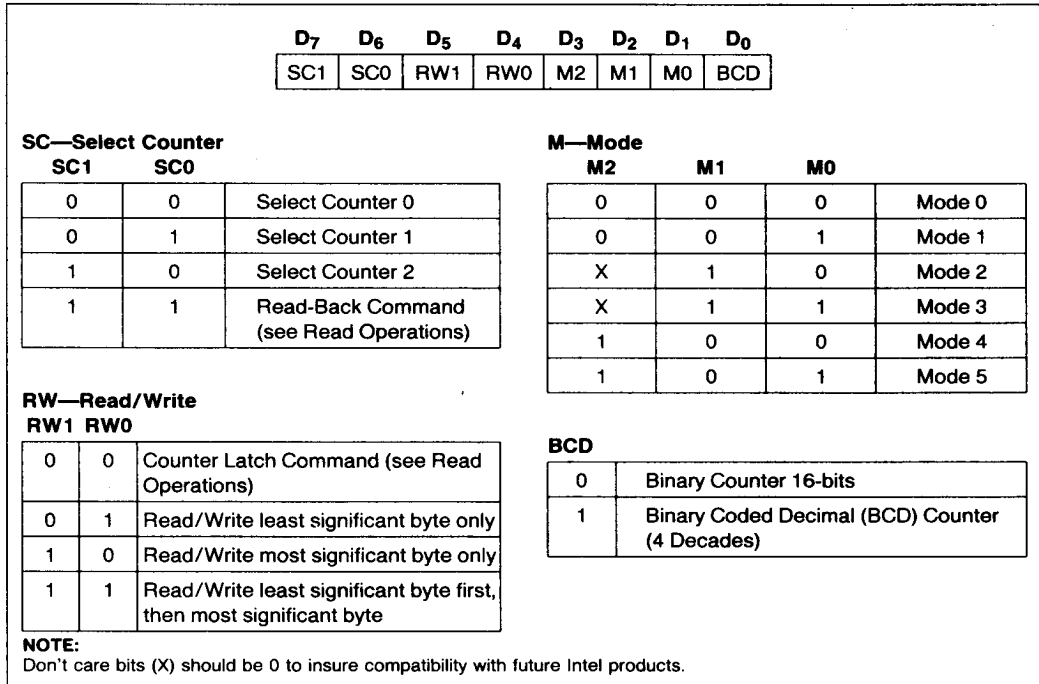 D7 D6 D5 D4 D3 D2 D1 D0
SC1 SC0 RW1 RW0 M2 M1 M0 BCD
SC—Select Counter
SC1 SC0
0 0 Select Counter 0
0 1 Select Counter 1
1 0 Select Counter 2
1 1 Read-Back Command
(see Read Operations)
RW—Read/Write
RW1 RW0
0 0 Counter Latch Command (see Read
Operations)
0 1 Read/Write least significant byte only
1 0 Read/Write most significant byte only
1 1 Read/Write least significant byte first,
then most significant byte
M—Mode
M2 M1 M0
0 0 0 Mode 0
0 0 1 Mode 1
X 1 0 Mode 2
X 1 1 Mode 3
1 0 0 Mode 4
1 0 1 Mode 5
BCD
0 Binary Counter 16-bits
1 Binary Coded Decimal (BCD) Counter
(4 Decades)
NOTE:
Don't care bits (X) should be 0 to insure compatibility with future Intel products.